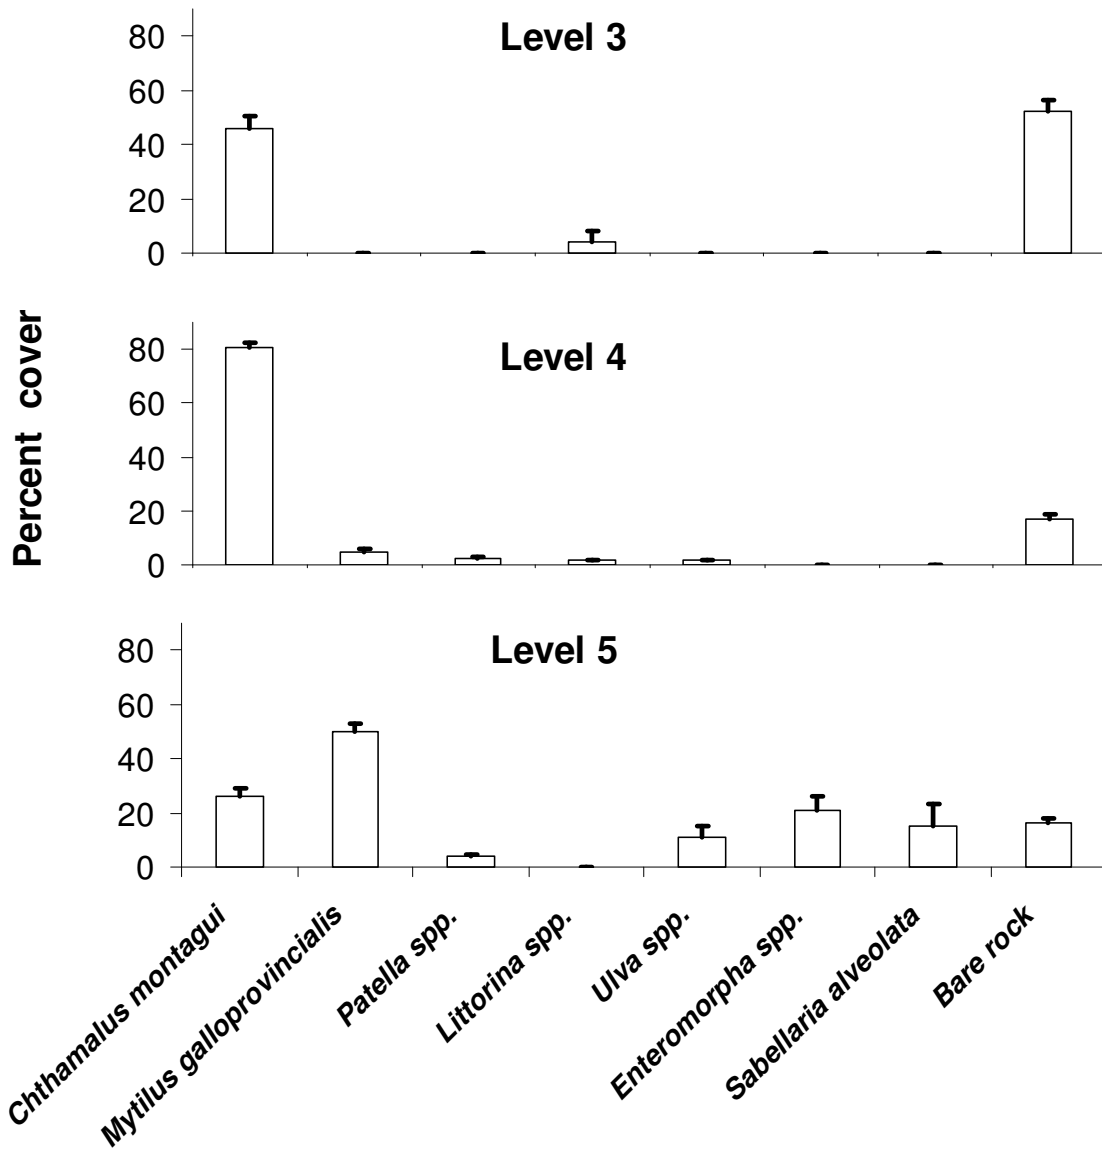 Level 3
80
60
40
20
0
Percent cover
Level 4
80
60
40
20
0
Level 5
80
60
40
20
0
Chthamalus montagui
Mytilus galloprovincialis
Patella spp.
Littorina spp.
Ulva spp.
Enteromorpha spp.
Sabellaria alveolata
Bare rock